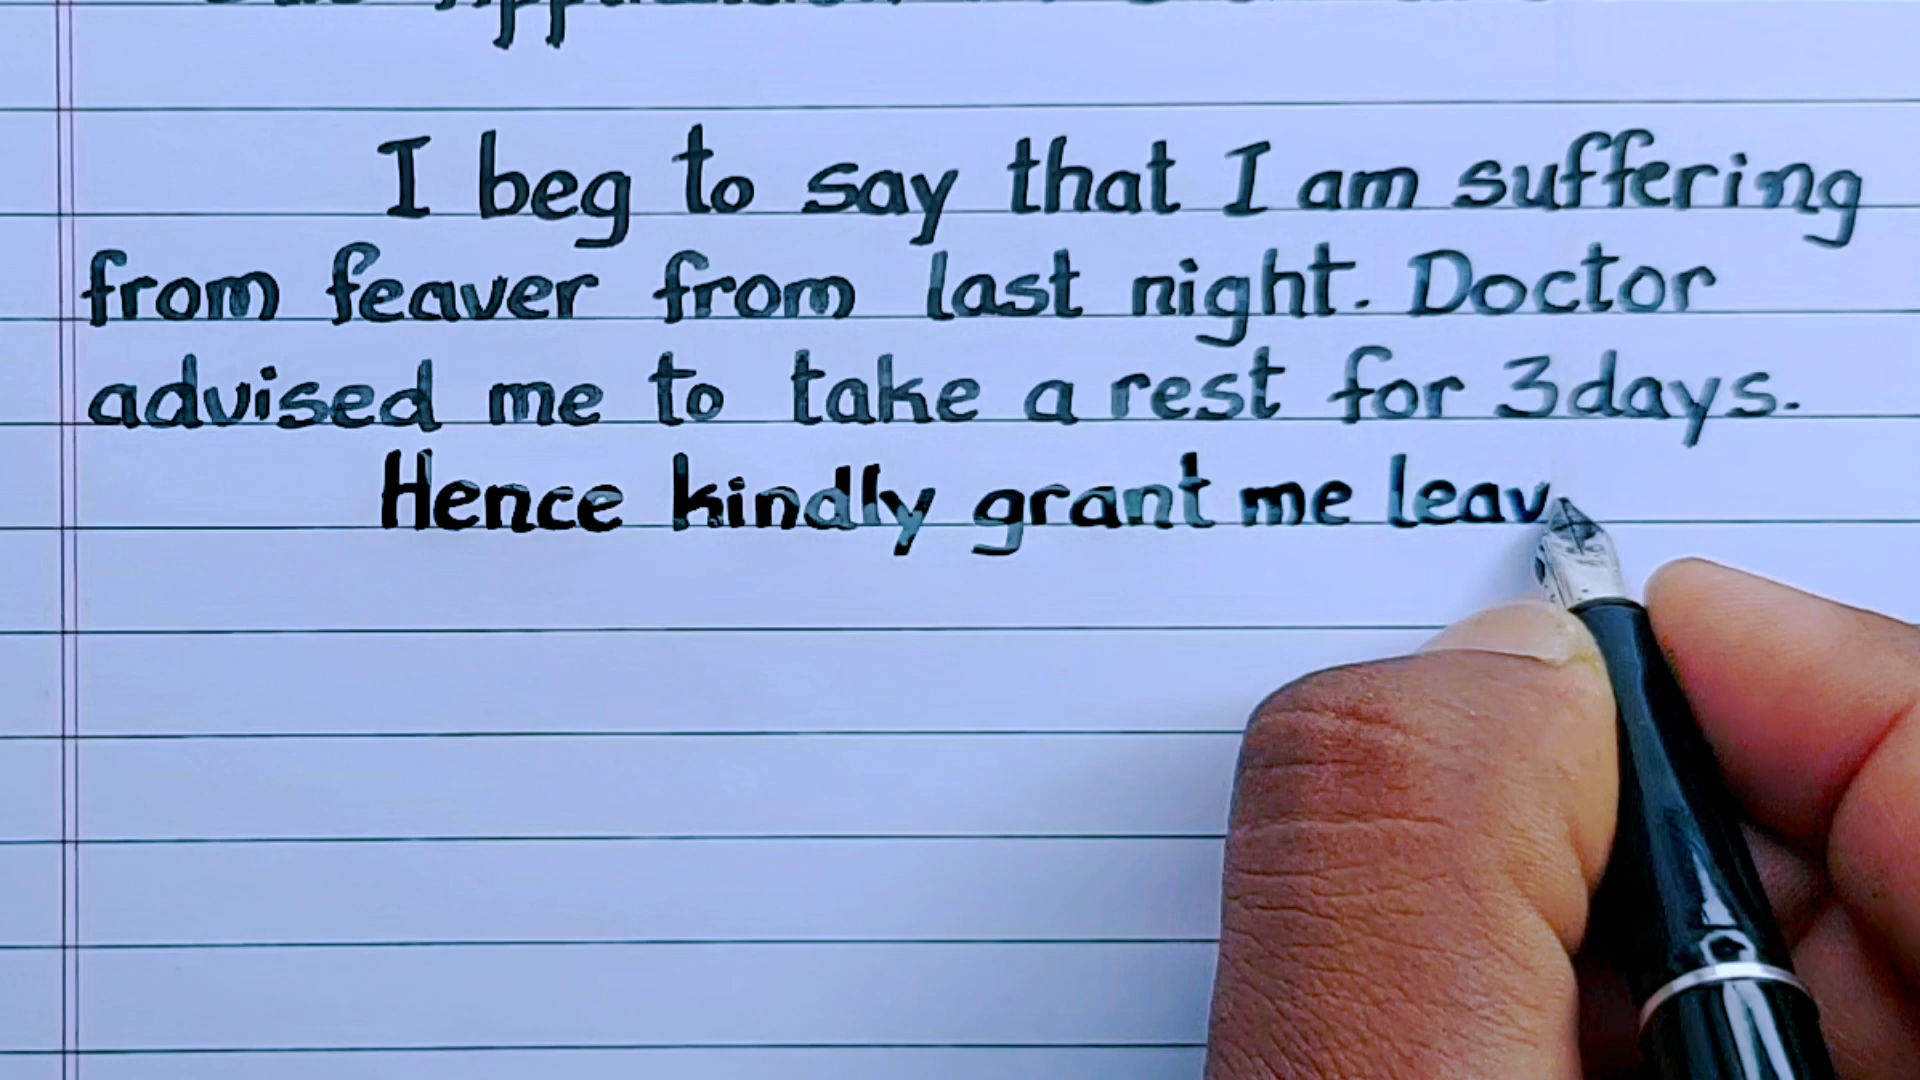 I beg to say that I am suffering
from feaver from last night. Doctor
advised me to take a rest for 3days.
Hence kindly grant me leav